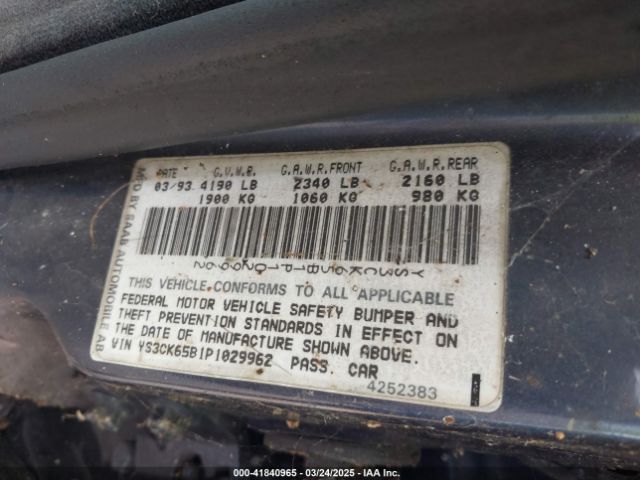 MFD BY SAAB AUTOMOBILE AB
DATE G.V.W.R. G.A.W.R.FRONT G.A.W.R.REAR
03/93 4190 LB 2340 LB 2160 LB
1900 KG 1060 KG 980 KG
YS3CK65B1P1029962
THIS VEHICLE CONFORMS TO ALL APPLICABLE
FEDERAL MOTOR VEHICLE SAFETY BUMPER AND
THEFT PREVENTION STANDARDS IN EFFECT ON
THE DATE OF MANUFACTURE SHOWN ABOVE.
VIN YS3CK65B1P1029962 PASS. CAR
4252383
000-41840965 - 03/24/2025 - IAA Inc.